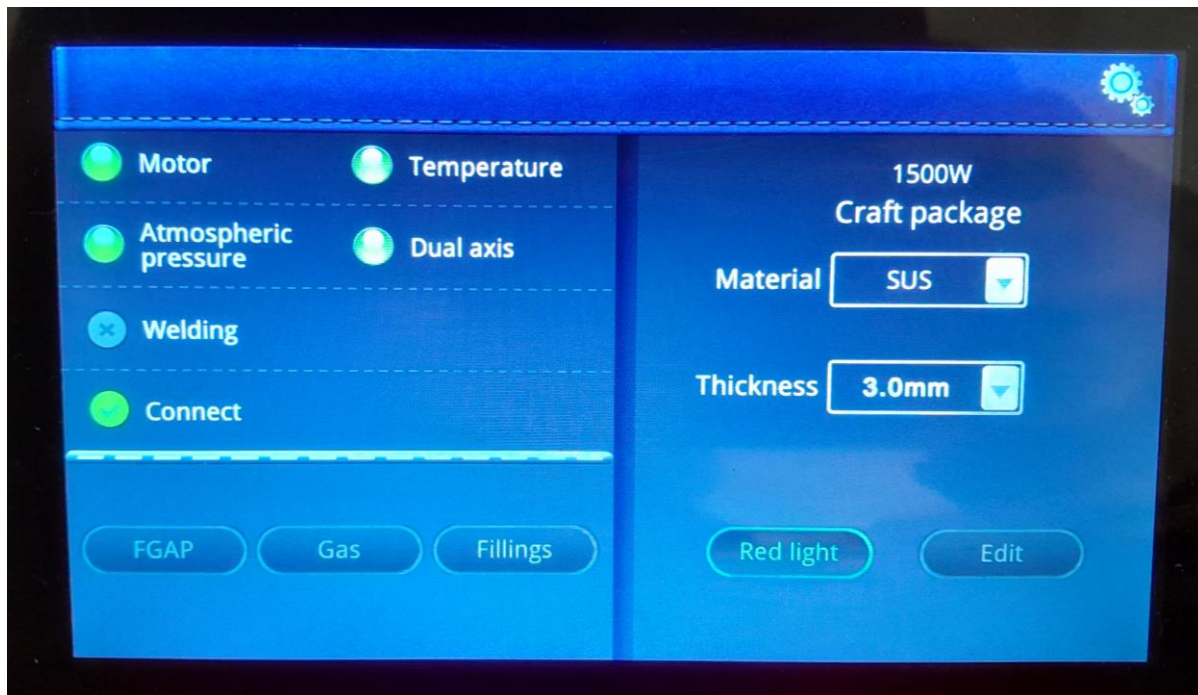 Motor
Temperature
Atmospheric
pressure
Dual axis
Welding
Connect
FGAP
Gas
Fillings
1500W
Craft package
Material
SUS
Thickness
3.0mm
Red light
Edit